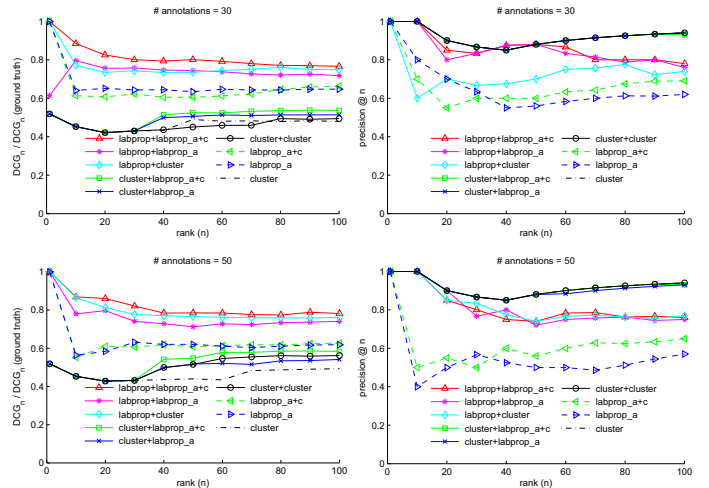 # annotations = 30
DCG_n / DCG_n (ground truth)
1
0.8
0.6
0.4
0.2
0
0 20 40 60 80 100
rank (n)
labprop+labprop_a+c
labprop+labprop_a
labprop+cluster
cluster+labprop_a+c
cluster+labprop_a
cluster+cluster
labprop_a+c
labprop_a
cluster
# annotations = 30
precision @ n
1
0.8
0.6
0.4
0.2
0
0 20 40 60 80 100
rank (n)
labprop+labprop_a+c
labprop+labprop_a
labprop+cluster
cluster+labprop_a+c
cluster+labprop_a
cluster+cluster
labprop_a+c
labprop_a
cluster
# annotations = 50
DCG_n / DCG_n (ground truth)
1
0.8
0.6
0.4
0.2
0
0 20 40 60 80 100
rank (n)
labprop+labprop_a+c
labprop+labprop_a
labprop+cluster
cluster+labprop_a+c
cluster+labprop_a
cluster+cluster
labprop_a+c
labprop_a
cluster
# annotations = 50
precision @ n
1
0.8
0.6
0.4
0.2
0
0 20 40 60 80 100
rank (n)
labprop+labprop_a+c
labprop+labprop_a
labprop+cluster
cluster+labprop_a+c
cluster+labprop_a
cluster+cluster
labprop_a+c
labprop_a
cluster